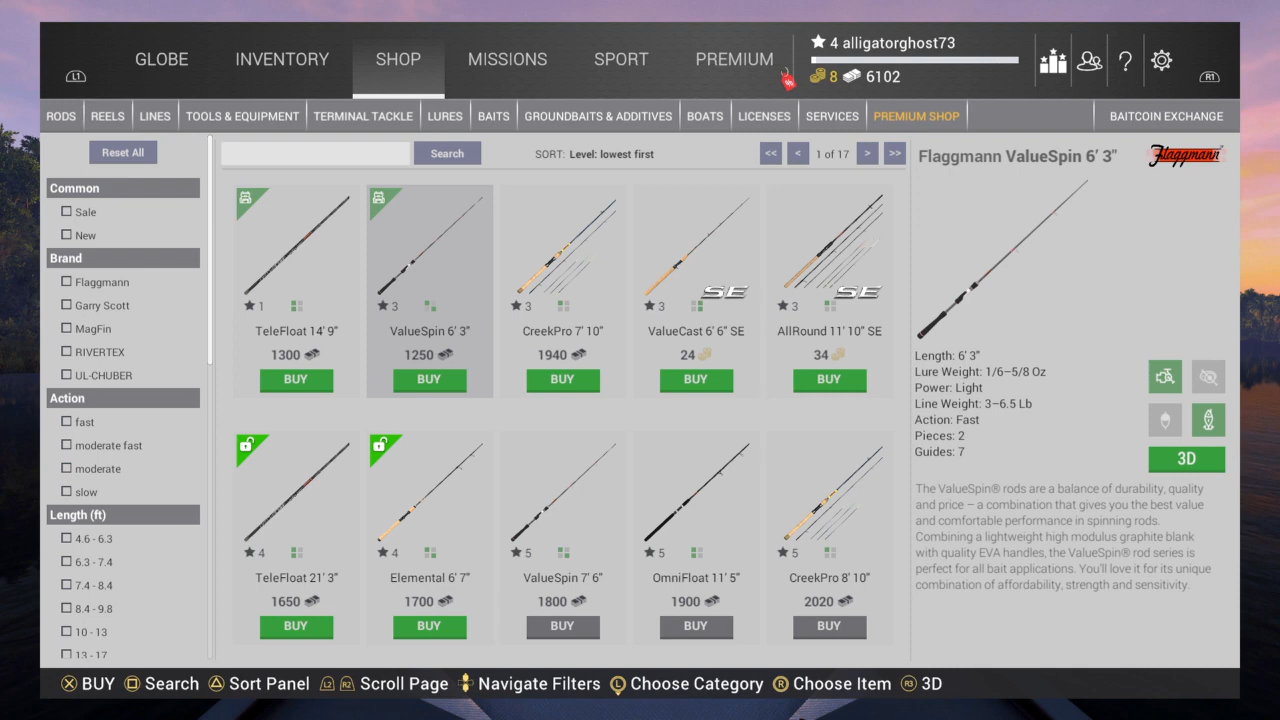 L1
GLOBE
INVENTORY
SHOP
MISSIONS
SPORT
PREMIUM
4 alligatorghost73
8 6102
?
R1
RODS
REELS
LINES
TOOLS & EQUIPMENT
TERMINAL TACKLE
LURES
BAITS
GROUNDBAITS & ADDITIVES
BOATS
LICENSES
SERVICES
PREMIUM SHOP
BAITCOIN EXCHANGE
Reset All
Common
Sale
New
Brand
Flaggmann
Garry Scott
MagFin
RIVERTEX
UL-CHUBER
Action
fast
moderate fast
moderate
slow
Length (ft)
4.6 - 6.3
6.3 - 7.4
7.4 - 8.4
8.4 - 9.8
10 - 13
13 - 17
Search
SORT: Level: lowest first
<<
<
1 of 17
>
>>
1
TeleFloat 14' 9"
1300
BUY
3
ValueSpin 6' 3"
1250
BUY
3
CreekPro 7' 10"
1940
BUY
SE
3
ValueCast 6' 6" SE
24
BUY
SE
3
AllRound 11' 10" SE
34
BUY
4
TeleFloat 21' 3"
1650
BUY
4
Elemental 6' 7"
1700
BUY
5
ValueSpin 7' 6"
1800
BUY
5
OmniFloat 11' 5"
1900
BUY
5
CreekPro 8' 10"
2020
BUY
Flaggmann ValueSpin 6' 3"
Flaggmann
Length: 6' 3"
Lure Weight: 1/6–5/8 Oz
Power: Light
Line Weight: 3–6.5 Lb
Action: Fast
Pieces: 2
Guides: 7
3D
The ValueSpin® rods are a balance of durability, quality
and price – a combination that gives you the best value
and comfortable performance in spinning rods.
Combining a lightweight high modulus graphite blank
with quality EVA handles, the ValueSpin® rod series is
perfect for all bait applications. You'll love it for its unique
combination of affordability, strength and sensitivity.
BUY
Search
Sort Panel
L2 R2 Scroll Page
Navigate Filters
L Choose Category
R Choose Item
R3 3D